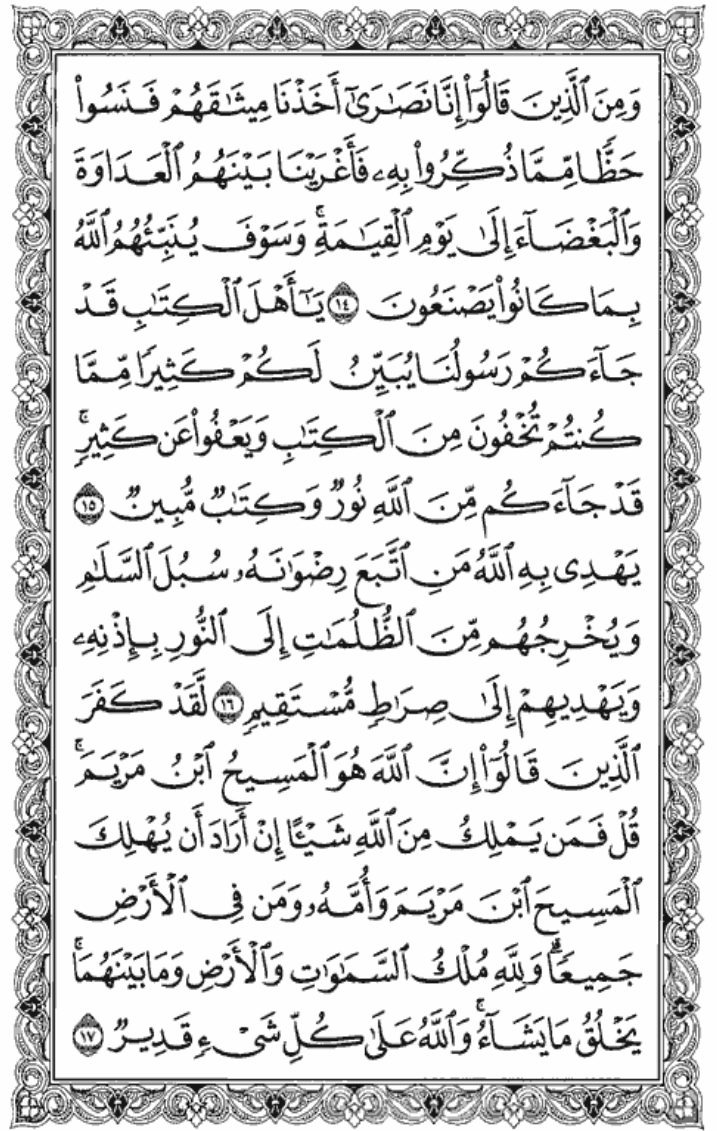 وَمِنَ ٱلَّذِينَ قَالُوٓا۟ إِنَّا نَصَـٰرَىٰٓ أَخَذْنَا مِيثَـٰقَهُمْ فَنَسُوا۟
حَظًّا مِّمَّا ذُكِّرُوا۟ بِهِۦ فَأَغْرَيْنَا بَيْنَهُمُ ٱلْعَدَاوَةَ
وَٱلْبَغْضَآءَ إِلَىٰ يَوْمِ ٱلْقِيَـٰمَةِ ۚ وَسَوْفَ يُنَبِّئُهُمُ ٱللَّهُ
بِمَا كَانُوا۟ يَصْنَعُونَ ١٤ يَـٰٓأَهْلَ ٱلْكِتَـٰبِ قَدْ
جَآءَكُمْ رَسُولُنَا يُبَيِّنُ لَكُمْ كَثِيرًا مِّمَّا
كُنتُمْ تُخْفُونَ مِنَ ٱلْكِتَـٰبِ وَيَعْفُوا۟ عَن كَثِيرٍ ۚ
قَدْ جَآءَكُم مِّنَ ٱللَّهِ نُورٌ وَكِتَـٰبٌ مُّبِينٌ ١٥
يَهْدِى بِهِ ٱللَّهُ مَنِ ٱتَّبَعَ رِضْوَٰنَهُۥ سُبُلَ ٱلسَّلَـٰمِ
وَيُخْرِجُهُم مِّنَ ٱلظُّلُمَـٰتِ إِلَى ٱلنُّورِ بِإِذْنِهِۦ
وَيَهْدِيهِمْ إِلَىٰ صِرَٰطٍ مُّسْتَقِيمٍ ١٦ لَّقَدْ كَفَرَ
ٱلَّذِينَ قَالُوٓا۟ إِنَّ ٱللَّهَ هُوَ ٱلْمَسِيحُ ٱبْنُ مَرْيَمَ ۚ
قُلْ فَمَن يَمْلِكُ مِنَ ٱللَّهِ شَيْـًٔا إِنْ أَرَادَ أَن يُهْلِكَ
ٱلْمَسِيحَ ٱبْنَ مَرْيَمَ وَأُمَّهُۥ وَمَن فِى ٱلْأَرْضِ
جَمِيعًا ۗ وَلِلَّهِ مُلْكُ ٱلسَّمَـٰوَٰتِ وَٱلْأَرْضِ وَمَا بَيْنَهُمَا ۚ
يَخْلُقُ مَا يَشَآءُ ۚ وَٱللَّهُ عَلَىٰ كُلِّ شَىْءٍ قَدِيرٌ ١٧